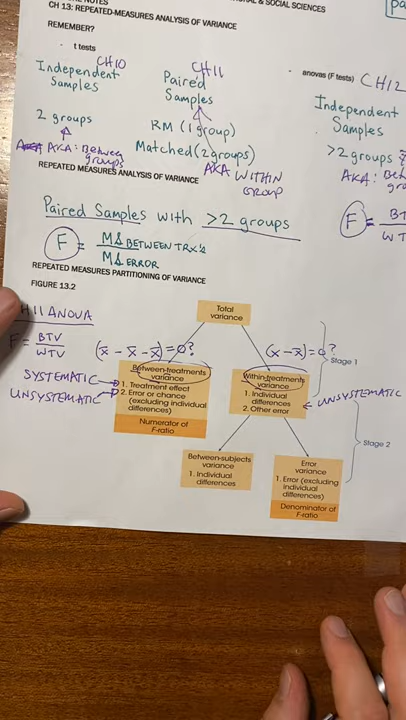 & SOCIAL SCIENCES
CH 13: REPEATED-MEASURES ANALYSIS OF VARIANCE
REMEMBER?
t tests
CH10
Independent
Samples
2 groups
AKA: Between
groups
CH11
Paired
Samples
RM (1 group)
Matched (2 groups)
AKA WITHIN
GROUP
anovas (F tests) CH12
Independent
Samples
>2 groups
AKA: Bet
F = BT
WT
REPEATED MEASURES ANALYSIS OF VARIANCE
Paired Samples with >2 groups
F = MS BETWEEN TRX'S
MS ERROR
REPEATED MEASURES PARTITIONING OF VARIANCE
FIGURE 13.2
ANOVA
F = BTV
WTV
Total
variance
Stage 1
Between-treatments
variance
1. Treatment effect
2. Error or chance
(excluding individual
differences)
Numerator of
F-ratio
SYSTEMATIC
UNSYSTEMATIC
Within-treatments
variance
1. Individual
differences
2. Other error
UNSYSTEMATIC
Stage 2
Between-subjects
variance
1. Individual
differences
Error
variance
1. Error (excluding
individual
differences)
Denominator of
F-ratio